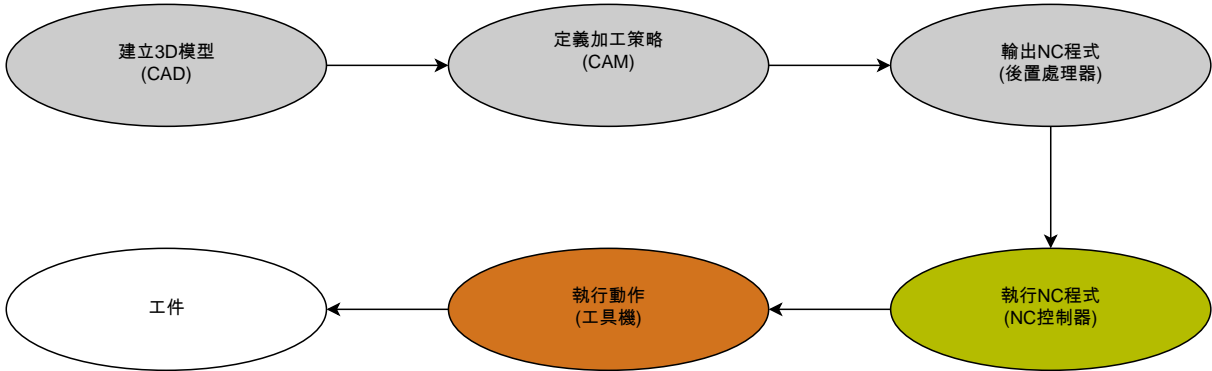 建立3D模型
(CAD)
定義加工策略
(CAM)
輸出NC程式
(後置處理器)
工件
執行動作
(工具機)
執行NC程式
(NC控制器)